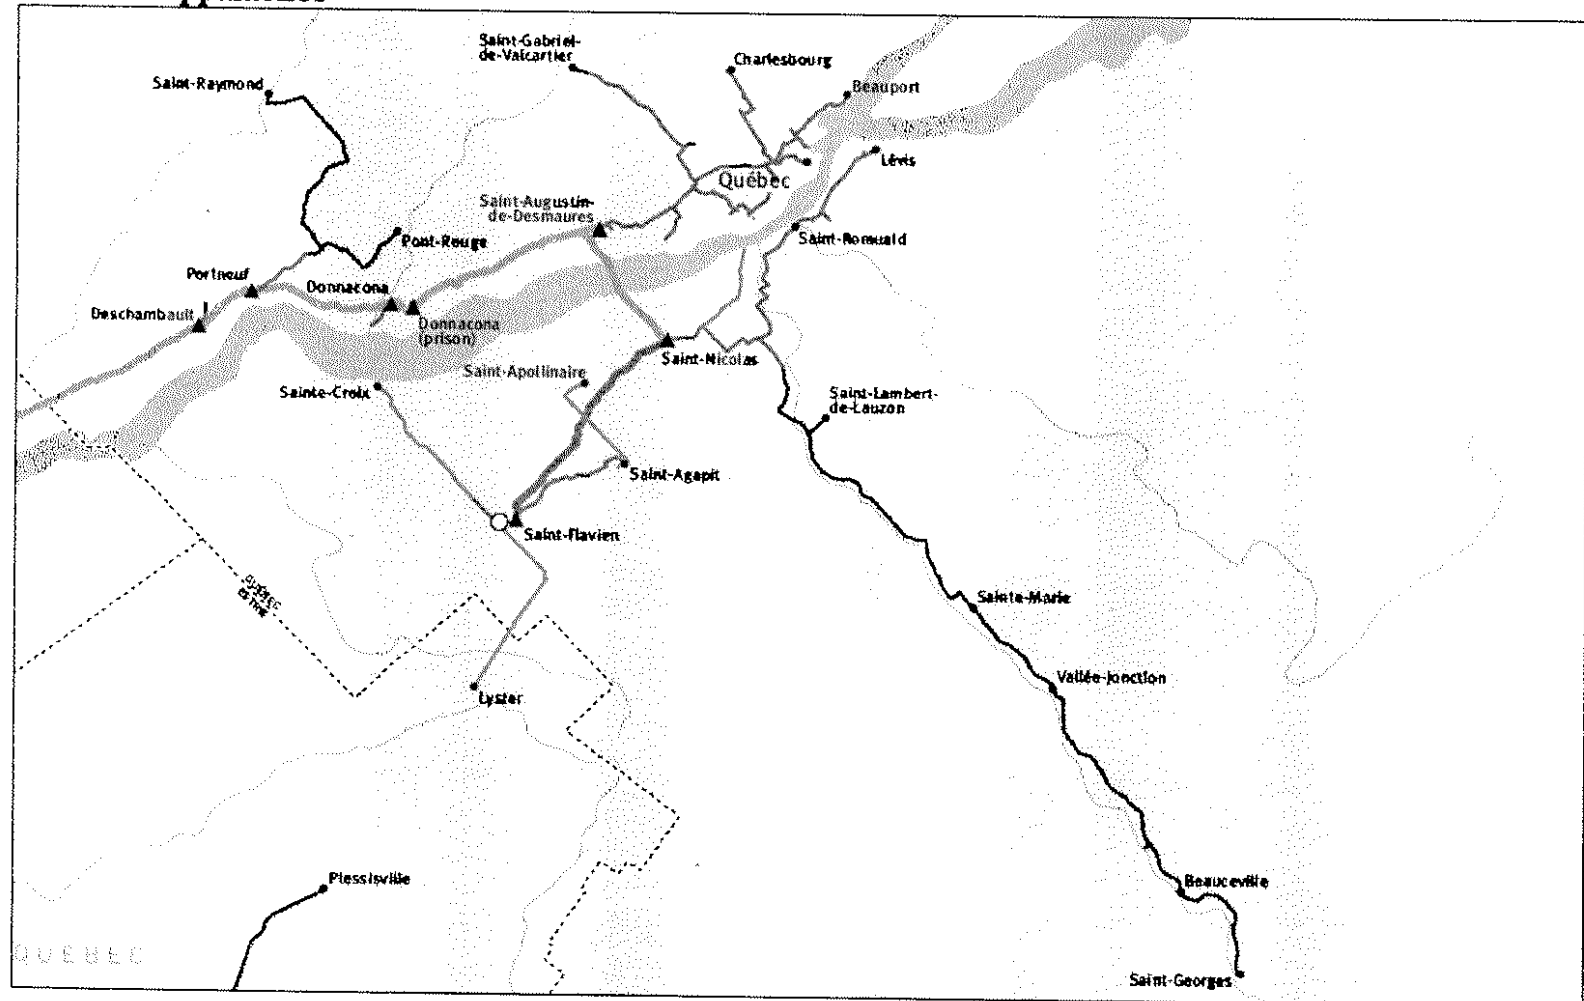 Saint-Gabriel-
de-Valcartier
Charlesbourg
Saint-Raymond
Beauport
Lévis
Québec
Saint-Augustin-
de-Desmaures
Pont-Rouge
Saint-Romuald
Portneuf
Donnacona
Deschambault
Donnacona
(prison)
Saint-Nicolas
Saint-Apollinaire
Sainte-Croix
Saint-Lambert-
de-Lauzon
Saint-Agapit
Saint-Flavien
Sainte-Marie
Vallée-Jonction
Lyster
Plessisville
Beauceville
QUÉBEC
Saint-Georges